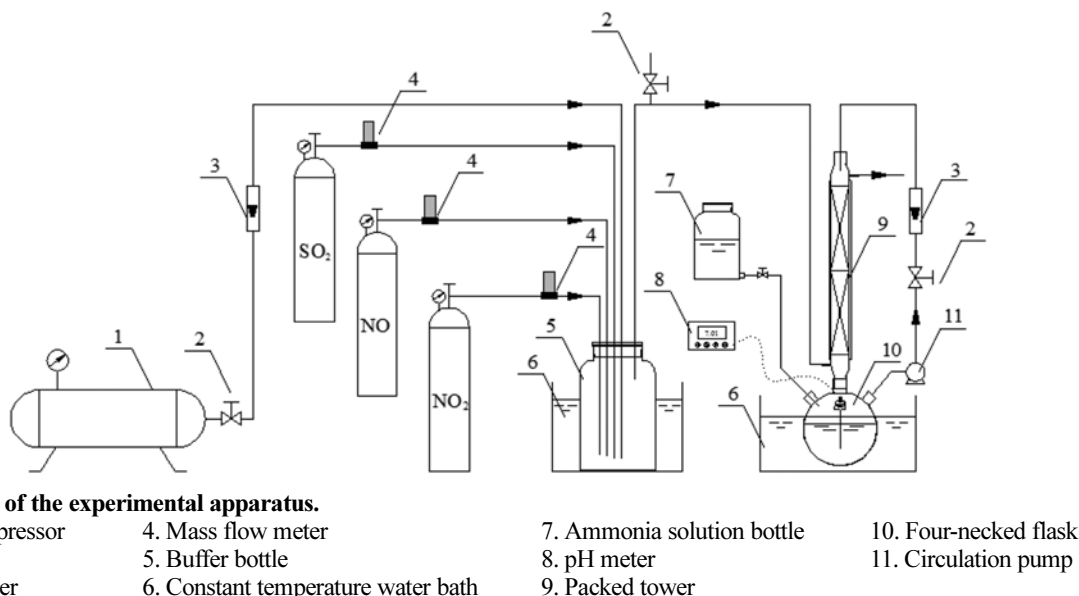 2
4
3
SO2
4
7
3
9
NO
4
2
8
7.01
11
1
2
NO2
5
10
6
6
of the experimental apparatus.
pressor 4. Mass flow meter 7. Ammonia solution bottle 10. Four-necked flask
5. Buffer bottle 8. pH meter 11. Circulation pump
er 6. Constant temperature water bath 9. Packed tower